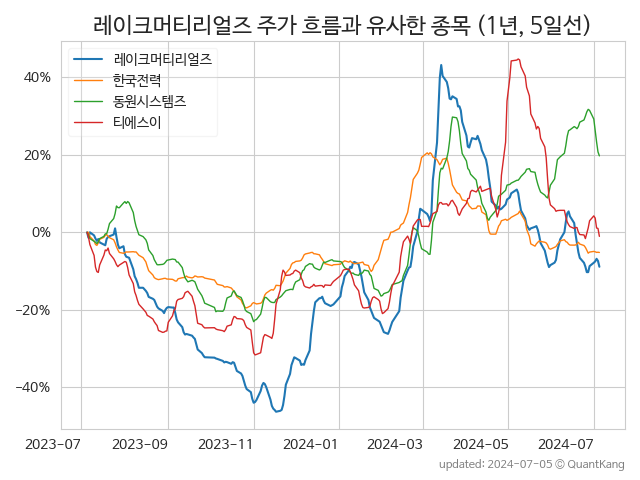 레이크머티리얼즈 주가 흐름과 유사한 종목 (1년, 5일선)
레이크머티리얼즈
한국전력
동원시스템즈
티에스이
40%
20%
0%
−20%
−40%
2023-07 2023-09 2023-11 2024-01 2024-03 2024-05 2024-07
updated: 2024-07-05 © QuantKang